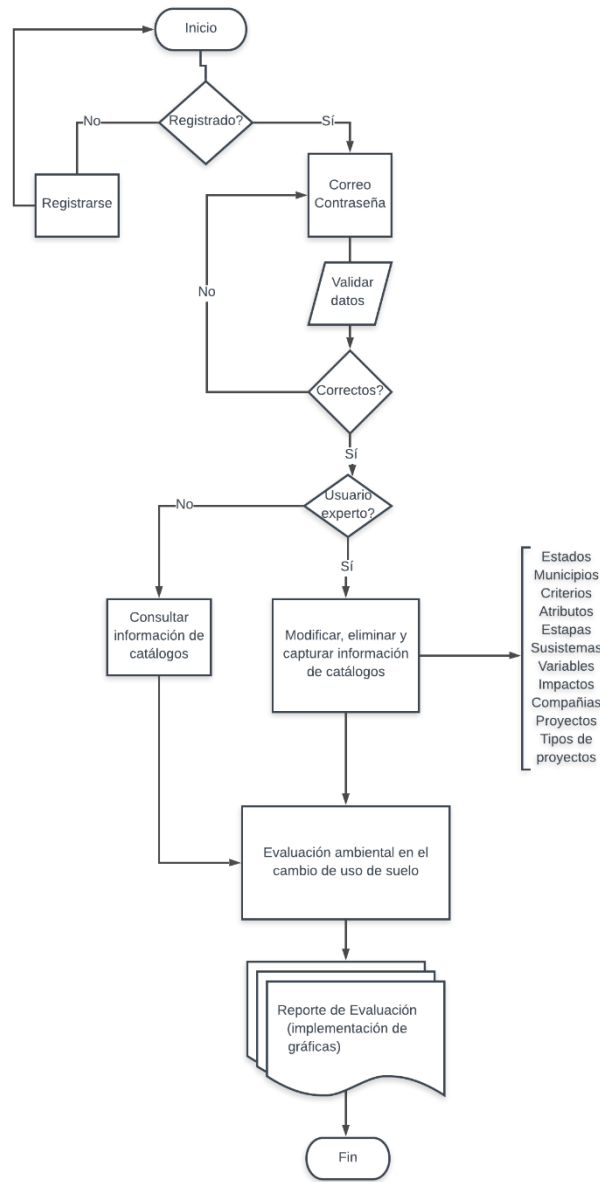 Inicio
Registrado?
No
Sí
Registrarse
Correo
Contraseña
Validar
datos
No
Correctos?
Sí
Usuario
experto?
No
Sí
Consultar
información de
catálogos
Modificar, eliminar y
capturar información
de catálogos
Estados
Municipios
Criterios
Atributos
Estapas
Susistemas
Variables
Impactos
Compañias
Proyectos
Tipos de
proyectos
Evaluación ambiental en el
cambio de uso de suelo
Reporte de Evaluación
(implementación de
gráficas)
Fin